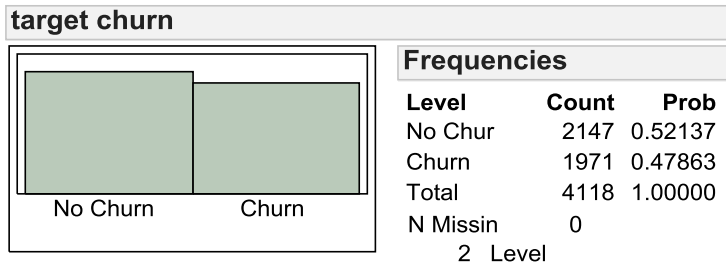 target churn
No Churn Churn
Frequencies
Level Count Prob
No Chur 2147 0.52137
Churn 1971 0.47863
Total 4118 1.00000
N Missin 0
2 Level